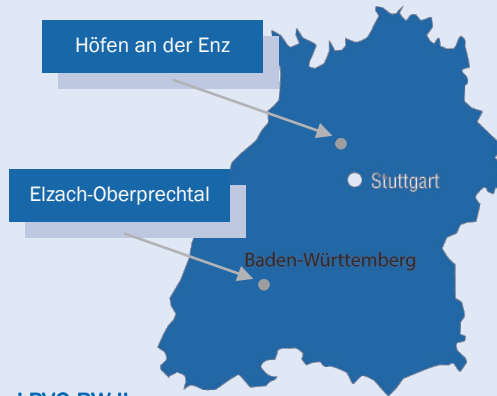 Höfen an der Enz
Stuttgart
Elzach-Oberprechtal
Baden-Württemberg